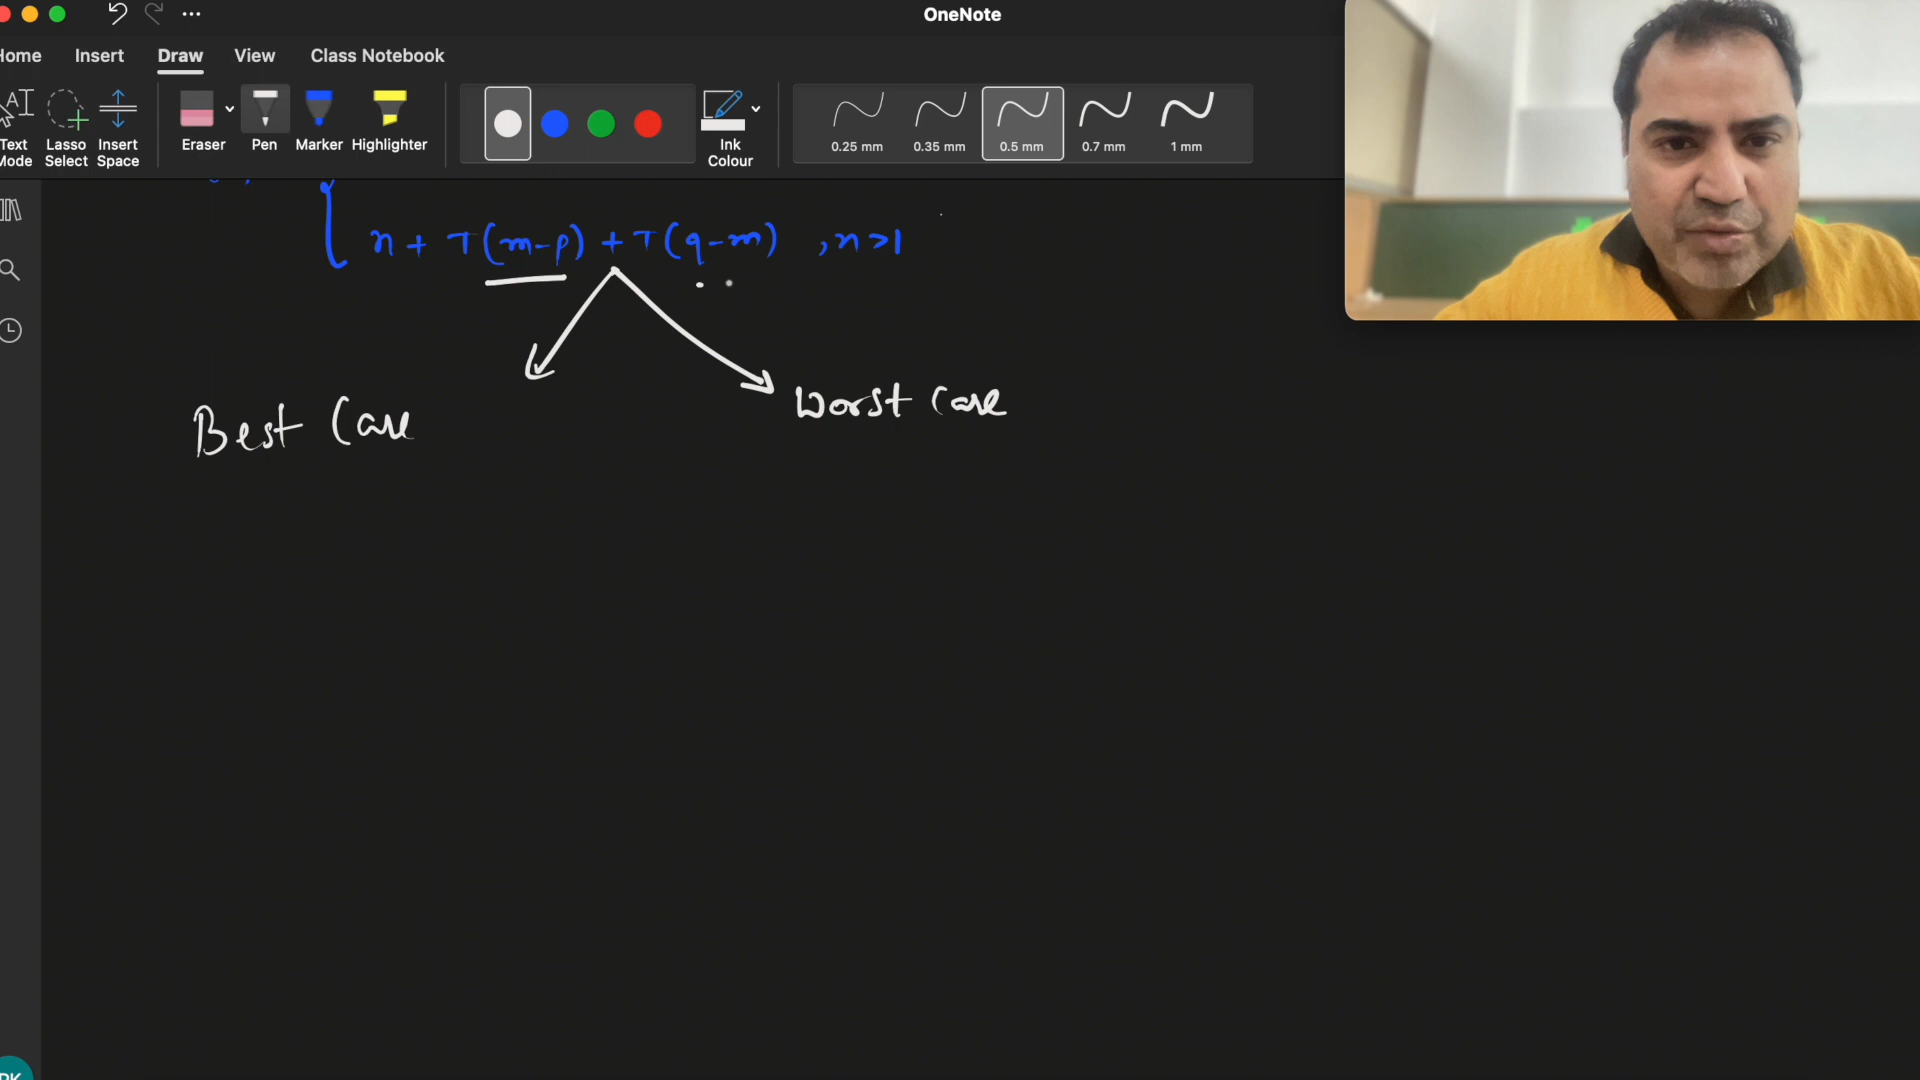 OneNote
Home Insert Draw View Class Notebook
Text Mode Lasso Select Insert Space Eraser Pen Marker Highlighter Ink Colour 0.25 mm 0.35 mm 0.5 mm 0.7 mm 1 mm
n + T(m-p) + T(q-m) , n>1
Worst Case
Best Case